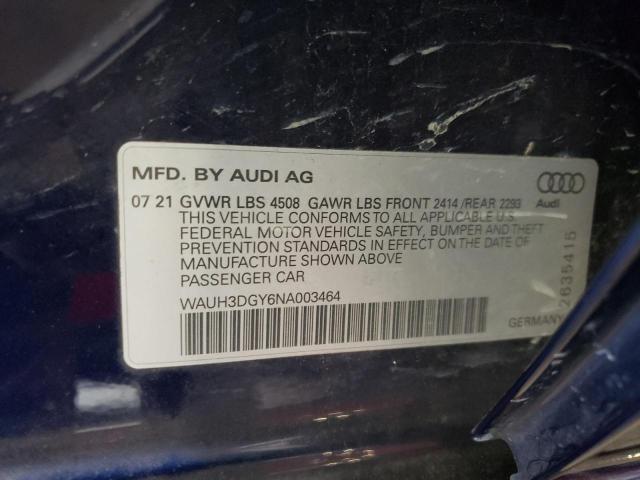 MFD. BY AUDI AG
Audi
07 21 GVWR LBS 4508 GAWR LBS FRONT 2414 /REAR 2293
THIS VEHICLE CONFORMS TO ALL APPLICABLE U.S.
FEDERAL MOTOR VEHICLE SAFETY, BUMPER AND THEFT
PREVENTION STANDARDS IN EFFECT ON THE DATE OF
MANUFACTURE SHOWN ABOVE
PASSENGER CAR
WAUH3DGY6NA003464
GERMANY
2635415